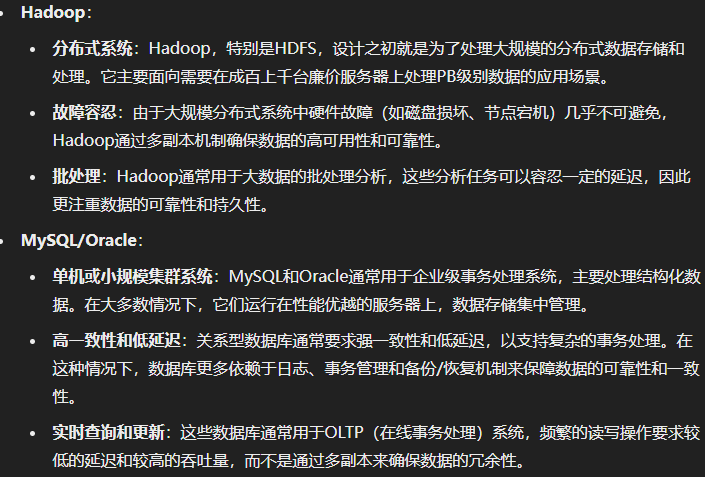 Hadoop：
分布式系统：Hadoop，特别是HDFS，设计之初就是为了处理大规模的分布式数据存储和
处理。它主要面向需要在成百上千台廉价服务器上处理PB级别数据的应用场景。
故障容忍：由于大规模分布式系统中硬件故障（如磁盘损坏、节点宕机）几乎不可避免，
Hadoop通过多副本机制确保数据的高可用性和可靠性。
批处理：Hadoop通常用于大数据的批处理分析，这些分析任务可以容忍一定的延迟，因此
更注重数据的可靠性和持久性。
MySQL/Oracle：
单机或小规模集群系统：MySQL和Oracle通常用于企业级事务处理系统，主要处理结构化数
据。在大多数情况下，它们运行在性能优越的服务器上，数据存储集中管理。
高一致性和低延迟：关系型数据库通常要求强一致性和低延迟，以支持复杂的事务处理。在
这种情况下，数据库更多依赖于日志、事务管理和备份/恢复机制来保障数据的可靠性和一致
性。
实时查询和更新：这些数据库通常用于OLTP（在线事务处理）系统，频繁的读写操作要求较
低的延迟和较高的吞吐量，而不是通过多副本来确保数据的冗余性。